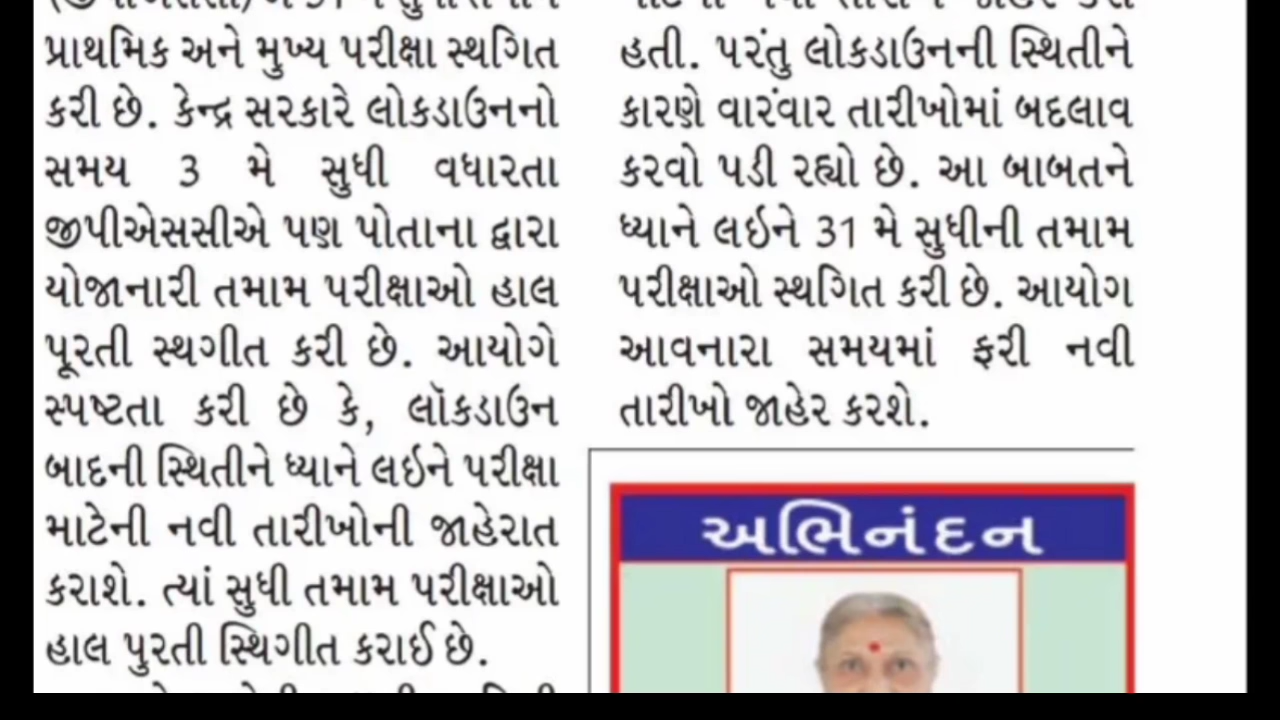 પ્રાથમિક અને મુખ્ય પરીક્ષા સ્થગિત
કરી છે. કેન્દ્ર સરકારે લોકડાઉનનો
સમય 3 મે સુધી વધારતા
જીપીએસસીએ પણ પોતાના દ્વારા
યોજાનારી તમામ પરીક્ષાઓ હાલ
પૂરતી સ્થગીત કરી છે. આયોગે
સ્પષ્ટતા કરી છે કે, લૉકડાઉન
બાદની સ્થિતીને ધ્યાને લઇને પરીક્ષા
માટેની નવી તારીખોની જાહેરાત
કરાશે. ત્યાં સુધી તમામ પરીક્ષાઓ
હાલ પુરતી સ્થિગીત કરાઈ છે.
હતી. પરંતુ લોકડાઉનની સ્થિતીને
કારણે વારંવાર તારીખોમાં બદલાવ
કરવો પડી રહ્યો છે. આ બાબતને
ધ્યાને લઇને 31 મે સુધીની તમામ
પરીક્ષાઓ સ્થગિત કરી છે. આયોગ
આવનારા સમયમાં ફરી નવી
તારીખો જાહેર કરશે.
અભિનંદન